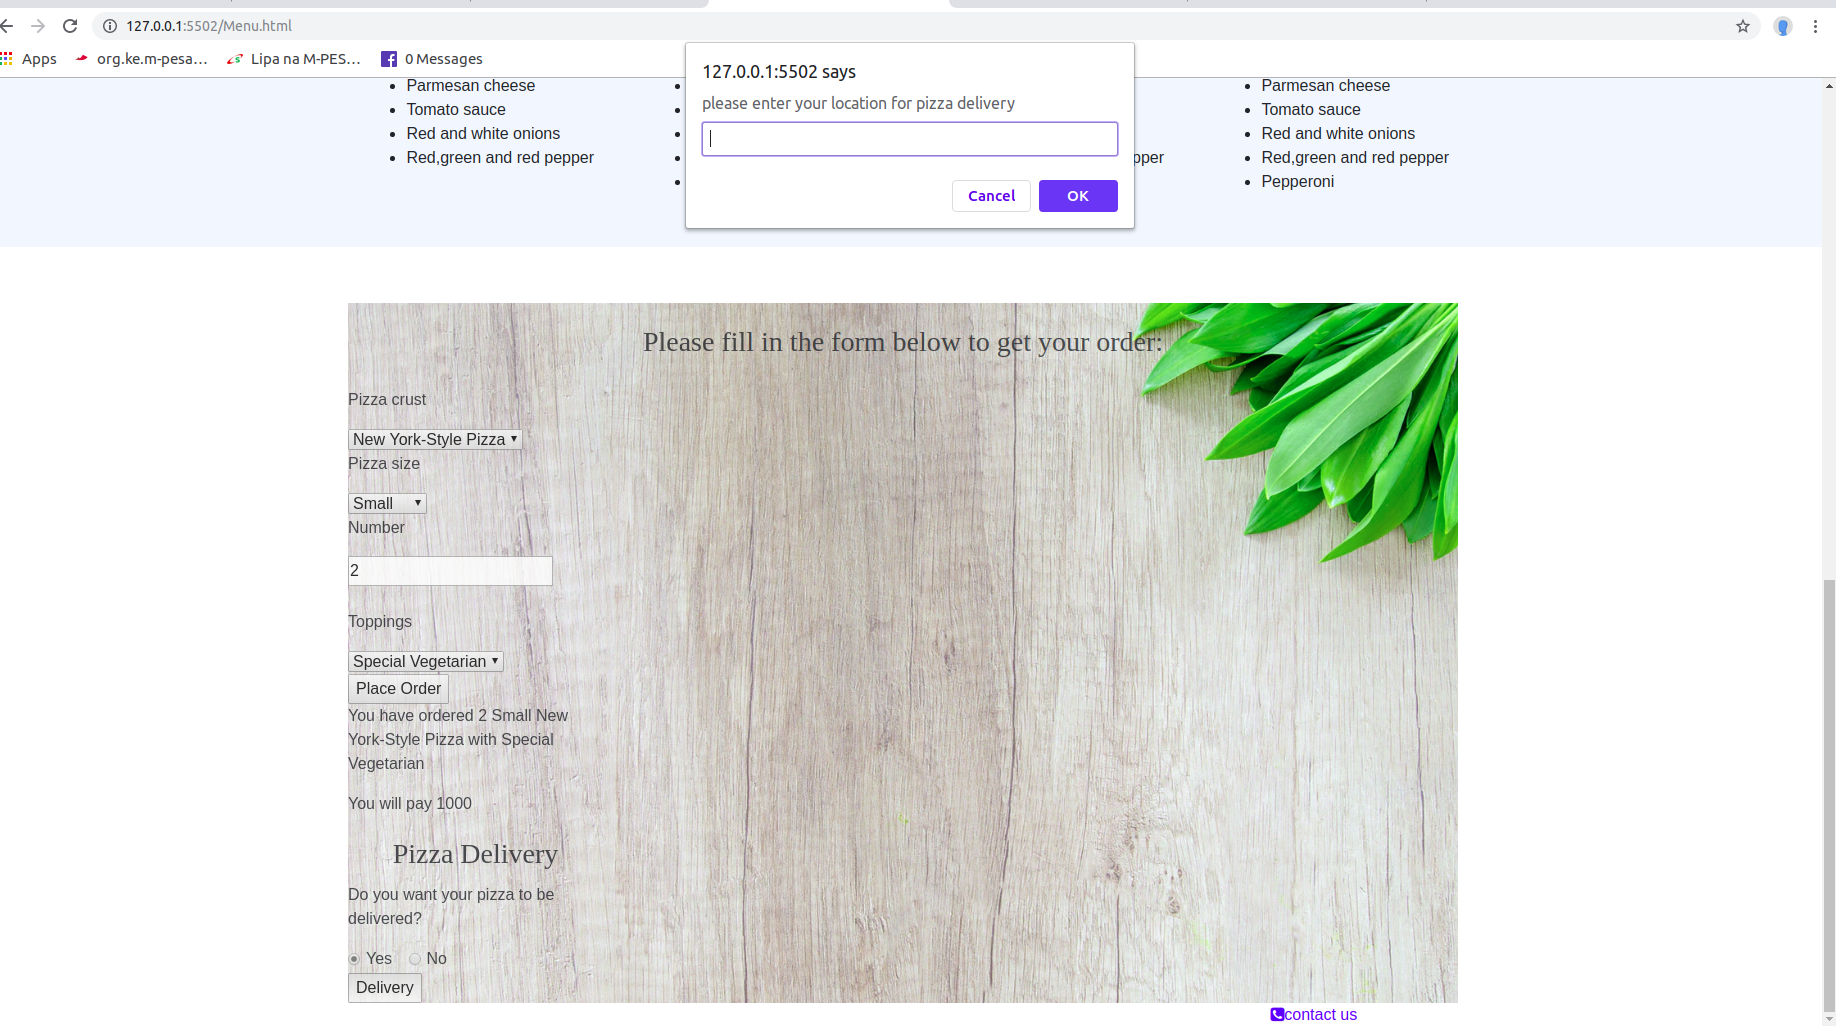 127.0.0.1:5502/Menu.html
Apps org.ke.m-pesa... Lipa na M-PES... 0 Messages
127.0.0.1:5502 says
please enter your location for pizza delivery
Cancel OK
Parmesan cheese
Tomato sauce
Red and white onions
Red,green and red pepper
pper
Parmesan cheese
Tomato sauce
Red and white onions
Red,green and red pepper
Pepperoni
Please fill in the form below to get your order:
Pizza crust
New York-Style Pizza
Pizza size
Small
Number
2
Toppings
Special Vegetarian
Place Order
You have ordered 2 Small New
York-Style Pizza with Special
Vegetarian
You will pay 1000
Pizza Delivery
Do you want your pizza to be
delivered?
Yes No
Delivery
contact us